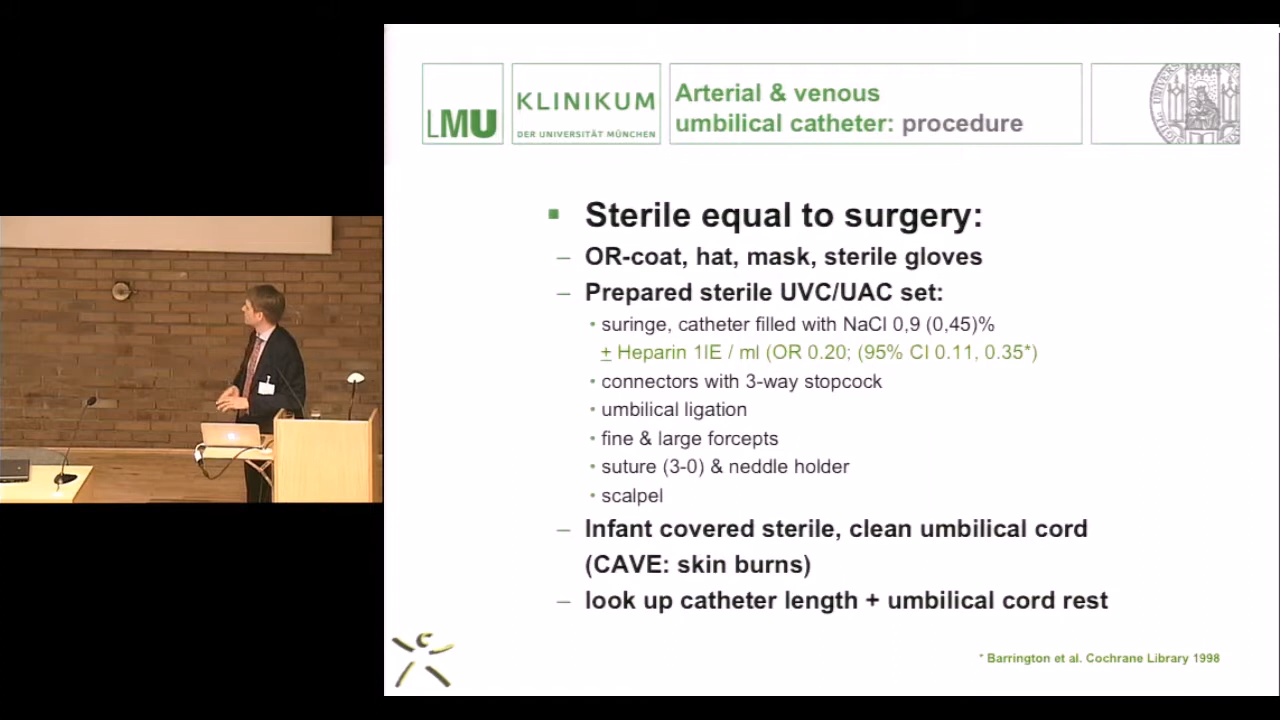 LMU
KLINIKUM
DER UNIVERSITÄT MÜNCHEN
Arterial & venous
umbilical catheter: procedure
▪ Sterile equal to surgery:
– OR-coat, hat, mask, sterile gloves
– Prepared sterile UVC/UAC set:
• suringe, catheter filled with NaCl 0,9 (0,45)%
± Heparin 1IE / ml (OR 0.20; (95% CI 0.11, 0.35*)
• connectors with 3-way stopcock
• umbilical ligation
• fine & large forcepts
• suture (3-0) & neddle holder
• scalpel
– Infant covered sterile, clean umbilical cord
(CAVE: skin burns)
– look up catheter length + umbilical cord rest
* Barrington et al. Cochrane Library 1998